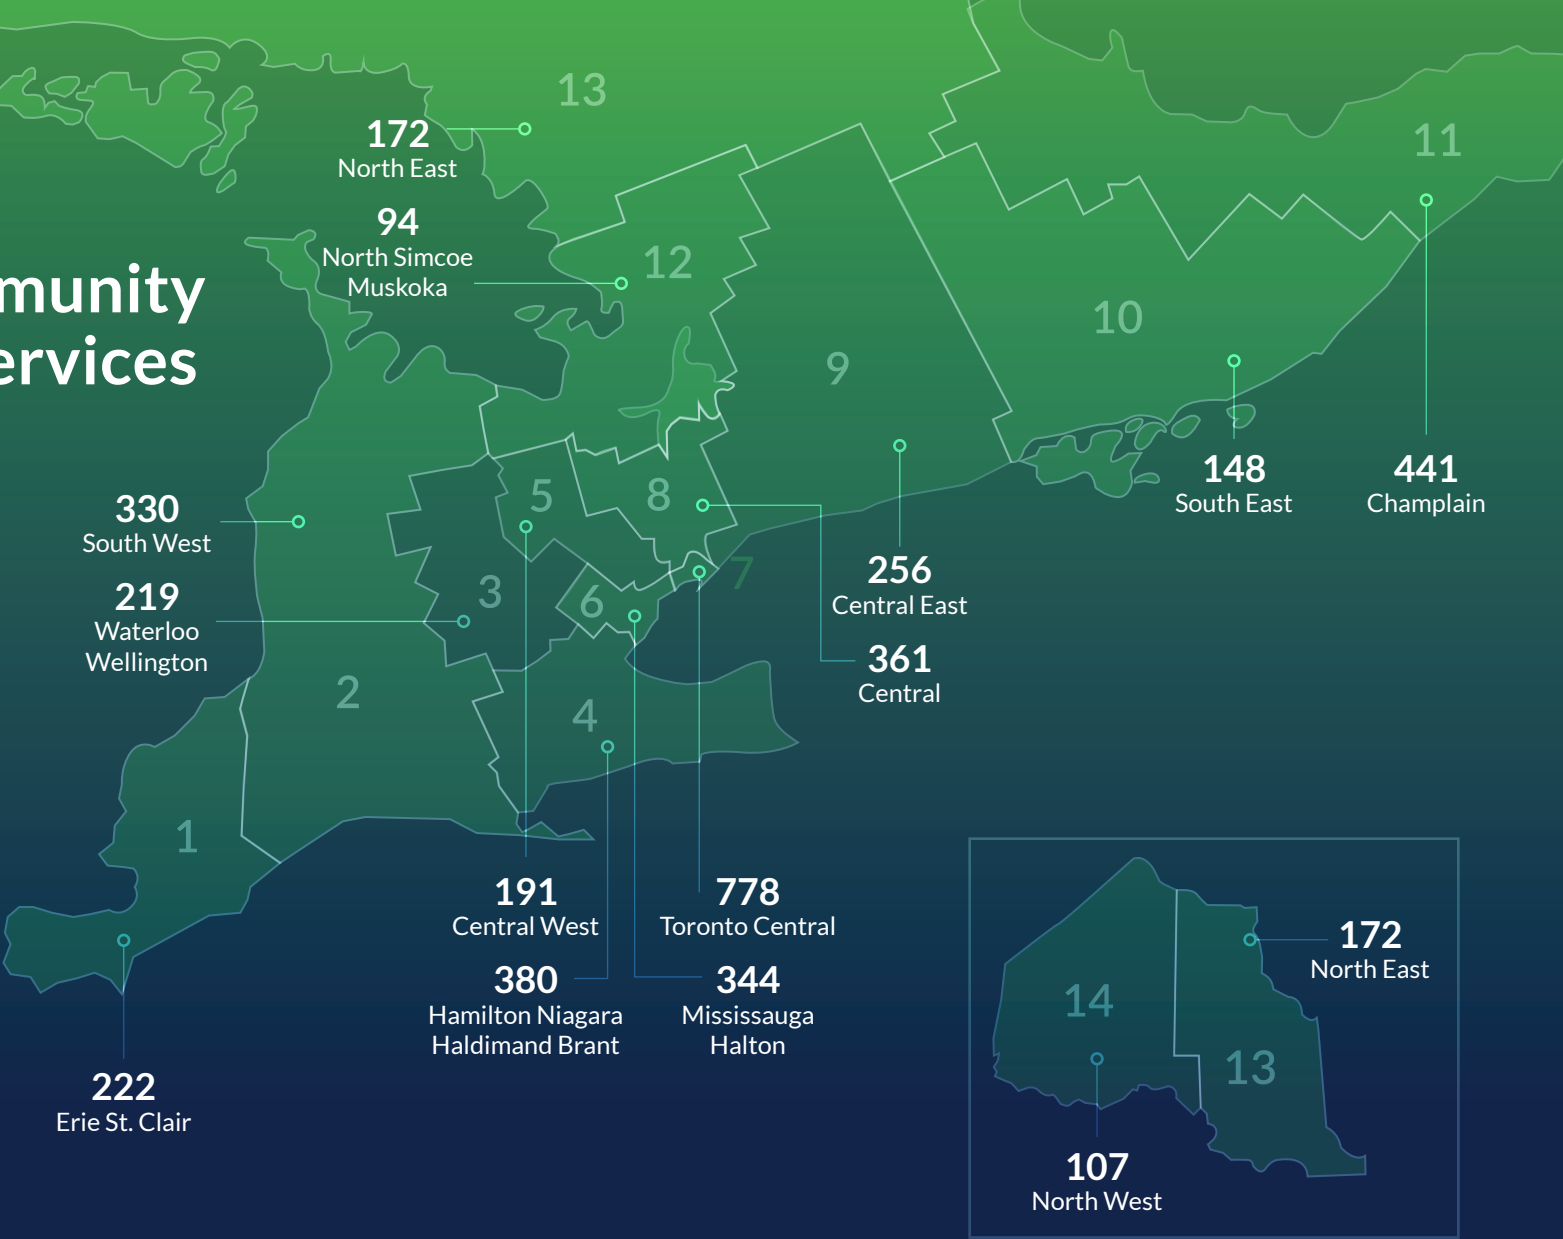 13
172
North East
11
94
North Simcoe
Muskoka
12
munity
ervices
10
9
330
South West
5
8
148
South East
441
Champlain
219
Waterloo
Wellington
3
6
7
256
Central East
361
Central
2
4
1
191
Central West
778
Toronto Central
380
Hamilton Niagara
Haldimand Brant
344
Mississauga
Halton
222
Erie St. Clair
172
North East
14
13
107
North West